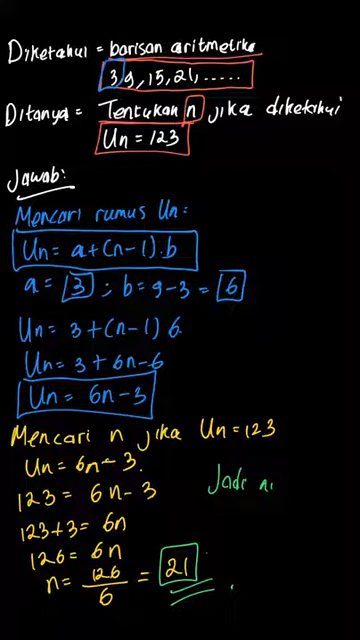 Diketahui = barisan aritmetika
3, 9, 15, 21, .....
Ditanya = Tentukan n jika diketahui
Un = 123
Jawab:
Mencari rumus Un:
Un = a + (n-1).b
a = 3 ; b = 9-3 = 6
Un = 3 + (n-1) 6
Un = 3 + 6n - 6
Un = 6n - 3
Mencari n jika Un = 123
Un = 6n - 3.
123 = 6n - 3
123 + 3 = 6n
126 = 6n
n = 126/6 = 21
Jadi ni